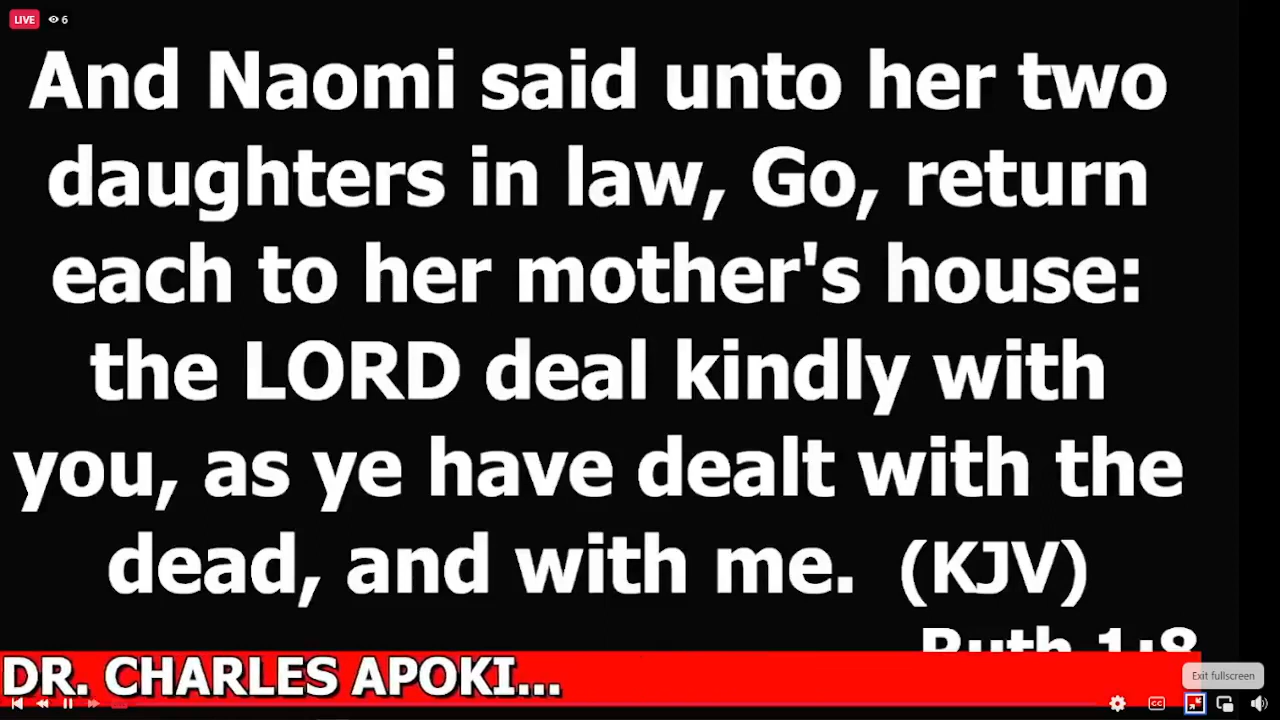 LIVE 6
And Naomi said unto her two
daughters in law, Go, return
each to her mother's house:
the LORD deal kindly with
you, as ye have dealt with the
dead, and with me. (KJV)
Ruth 1:8
DR. CHARLES APOKI...
Exit fullscreen
CC